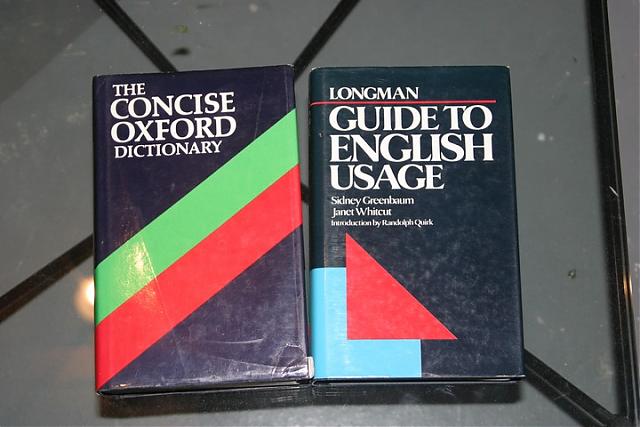 THE
CONCISE
OXFORD
DICTIONARY
LONGMAN
GUIDE TO
ENGLISH
USAGE
Sidney Greenbaum
Janet Whitcut
Introduction by Randolph Quirk